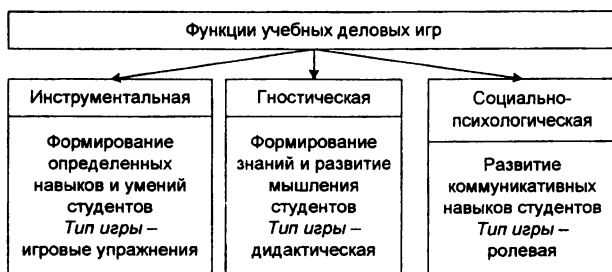 Функции учебных деловых игр
Инструментальная
Формирование
определенных
навыков и умений
студентов
Тип игры –
игровые упражнения
Гностическая
Формирование
знаний и развитие
мышления
студентов
Тип игры –
дидактическая
Социально-
психологическая
Развитие
коммуникативных
навыков студентов
Тип игры –
ролевая